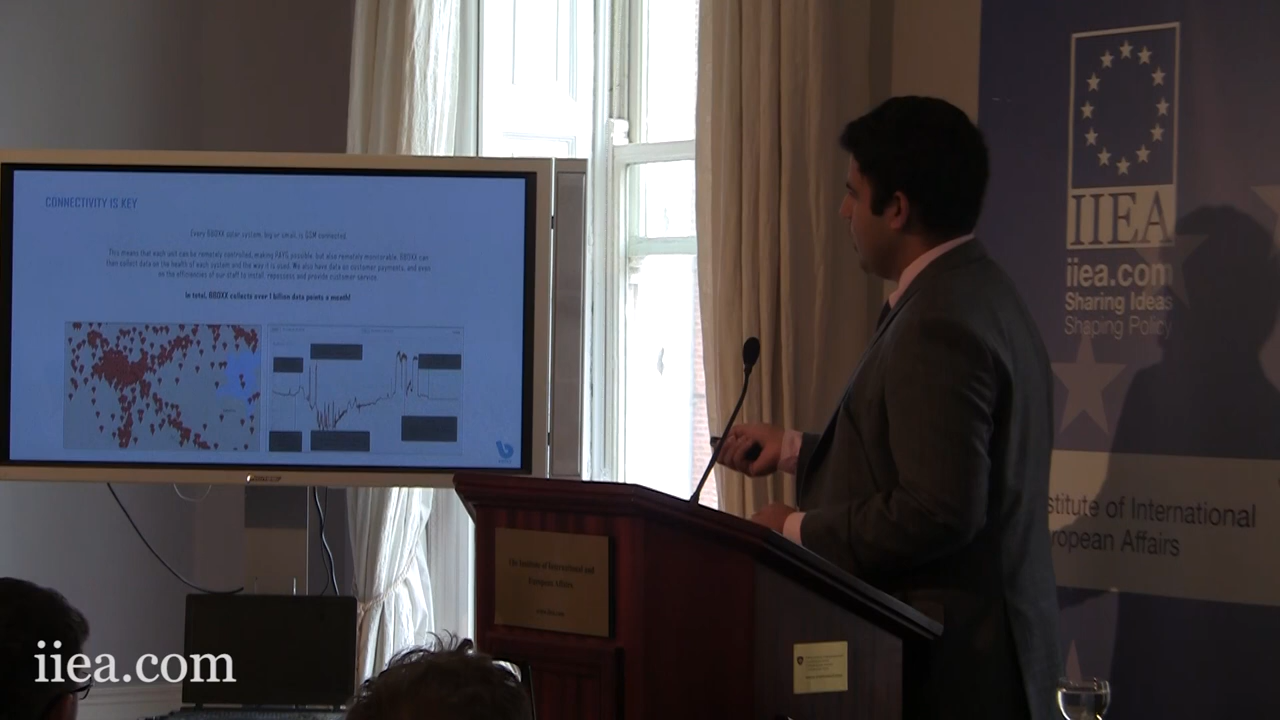 CONNECTIVITY IS KEY
Every BBOXX solar system, big or small, is GSM connected
This means that each unit can be remotely controlled, making PAYG possible, but also remotely monitorable. BBOXX can
then collect data on the health of each system and the way it is used. We also have data on customer payments, and even
on the efficiencies of our staff to install, repossess and provide customer service.
In total, BBOXX collects over 1 billion data points a month!
IIEA
iiea.com
Sharing Ideas
Shaping Policy
stitute of International
ropean Affairs
The Institute of International and
European Affairs
iiea.com